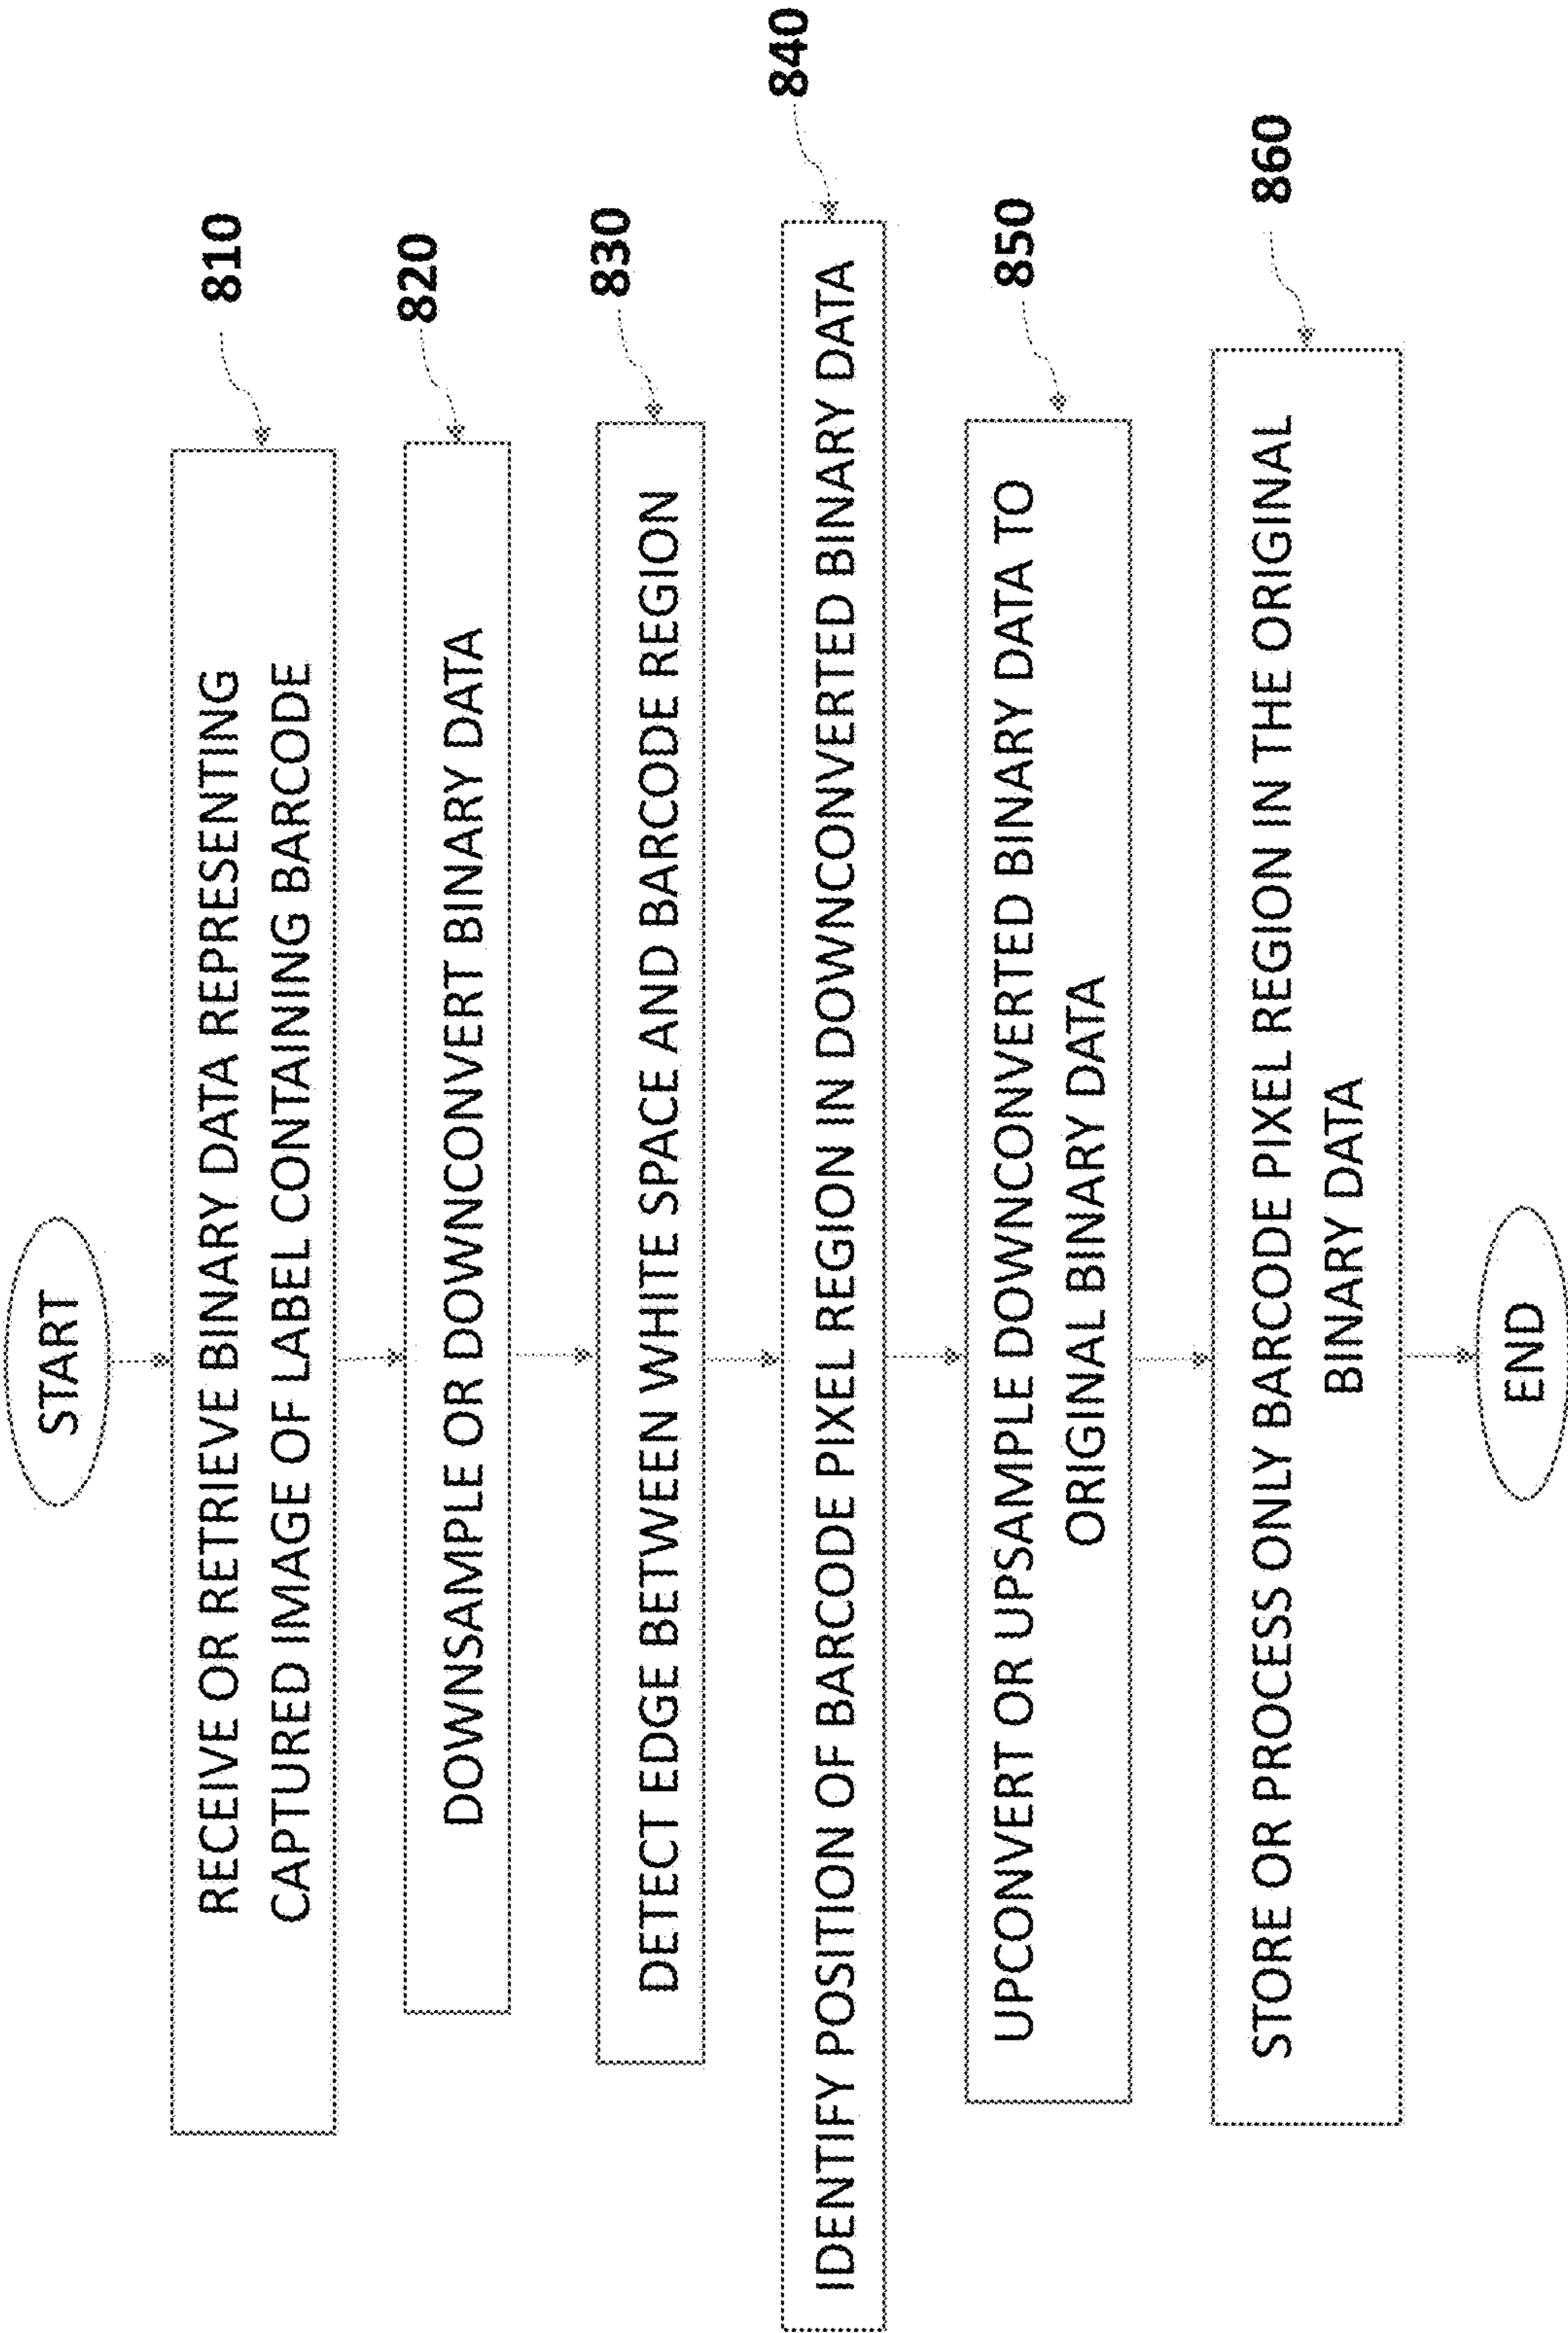 START
RECEIVE OR RETRIEVE BINARY DATA REPRESENTING
CAPTURED IMAGE OF LABEL CONTAINING BARCODE
810
DOWNSAMPLE OR DOWNCONVERT BINARY DATA
820
DETECT EDGE BETWEEN WHITE SPACE AND BARCODE REGION
830
IDENTIFY POSITION OF BARCODE PIXEL REGION IN DOWNCONVERTED BINARY DATA
840
UPCONVERT OR UPSAMPLE DOWNCONVERTED BINARY DATA TO
ORIGINAL BINARY DATA
850
STORE OR PROCESS ONLY BARCODE PIXEL REGION IN THE ORIGINAL
BINARY DATA
860
END